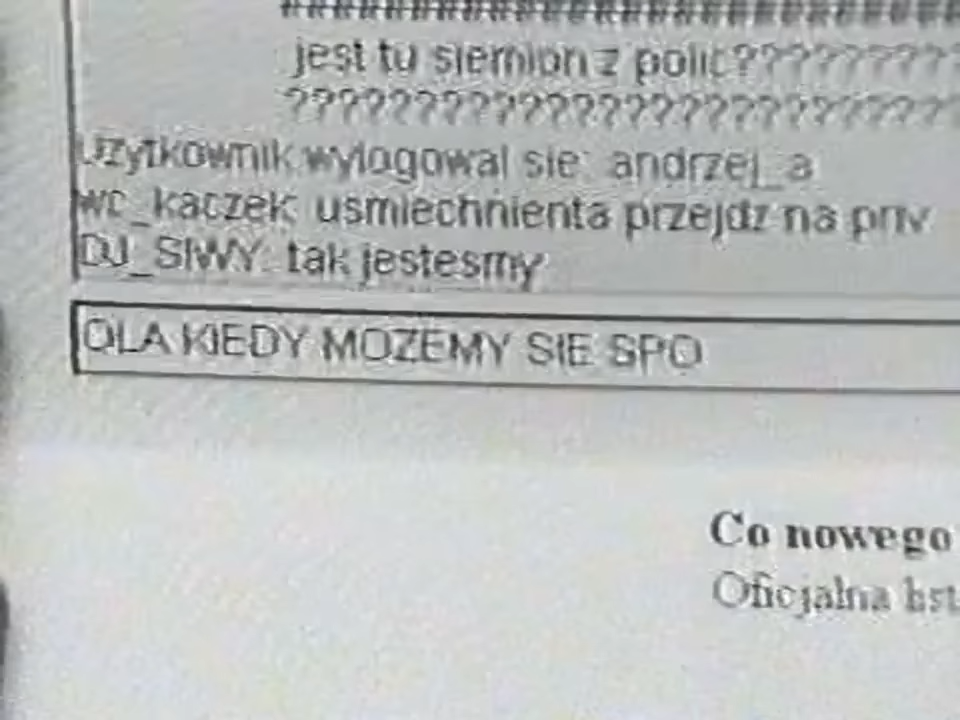 jest tu siemion z polic?????????
??????????????????????????
Uzytkownik wylogowal sie: andrzej_a
wc_kaczek: usmiechnienta przejdz na priv
DJ_SIWY: tak jestesmy
OLA KIEDY MOZEMY SIE SPO
Co nowego
Oficjalna list